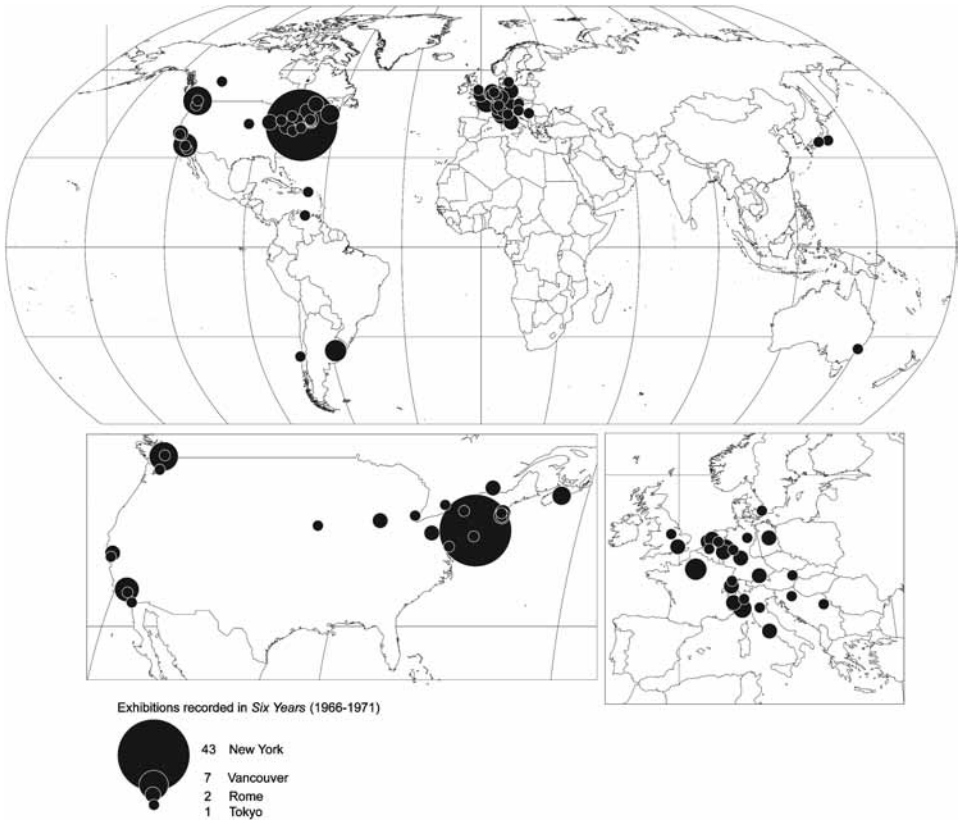 Exhibitions recorded in Six Years (1966-1971)
43 New York
7 Vancouver
2 Rome
1 Tokyo